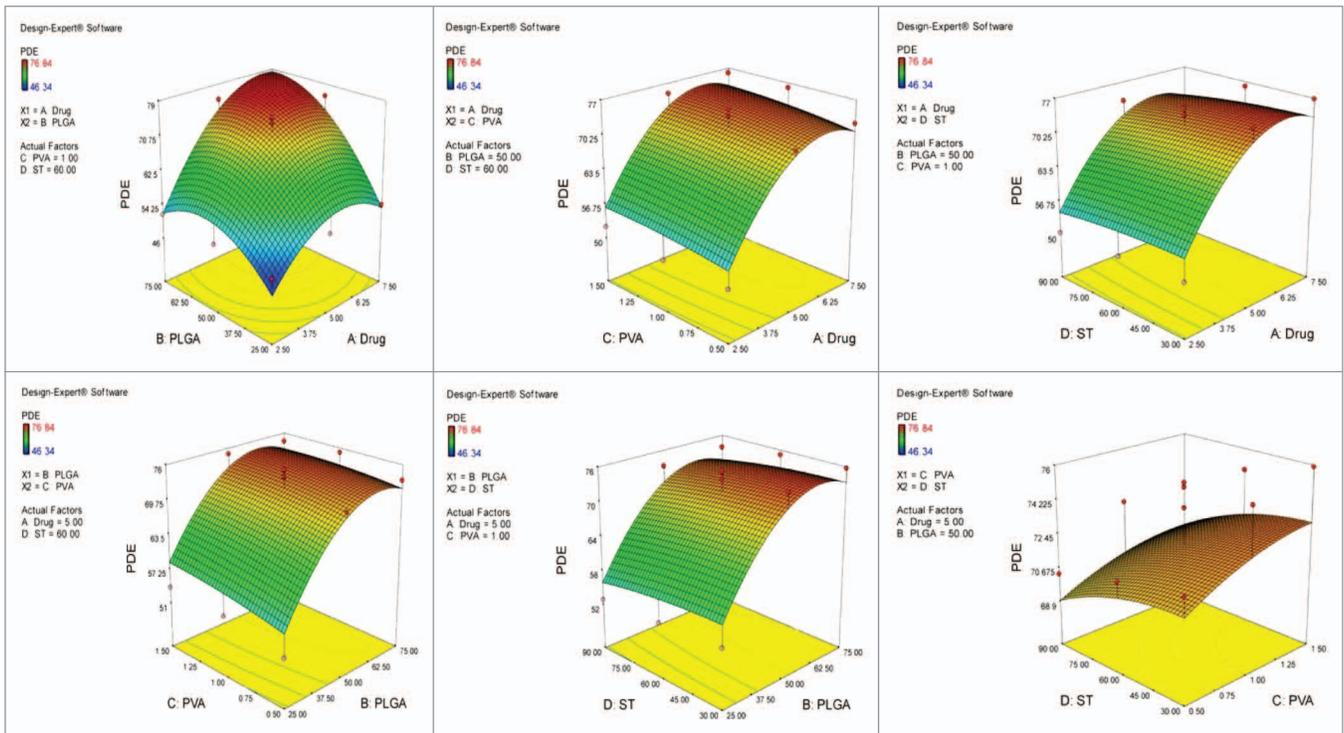 Design-Expert® Software
PDE
76 84
46 34
X1 = A Drug
X2 = B PLGA
Actual Factors
C PVA = 1 00
D ST = 60 00
PDE
79
70 75
62 5
54 25
46
75 00
62 50
50 00
37 50
25 00
2 50
3 75
5 00
6 25
7 50
B: PLGA
A: Drug
Design-Expert® Software
PDE
76 84
46 34
X1 = A Drug
X2 = C PVA
Actual Factors
B PLGA = 50 00
D ST = 60 00
PDE
77
70 25
63 5
56 75
50
1 50
1 25
1 00
0 75
0 50
2 50
3 75
5 00
6 25
7 50
C: PVA
A: Drug
Design-Expert® Software
PDE
76 84
46 34
X1 = A Drug
X2 = D ST
Actual Factors
B PLGA = 50 00
C: PVA = 1 00
PDE
77
70 25
63 5
56 75
50
90 00
75 00
60 00
45 00
30 00
2 50
3 75
5 00
6 25
7 50
D: ST
A: Drug
Design-Expert® Software
PDE
76 84
46 34
X1 = B PLGA
X2 = C PVA
Actual Factors
A Drug = 5 00
D ST = 60 00
PDE
76
69 75
63 5
57 25
51
1 50
1 25
1 00
0 75
0 50
25 00
37 50
50 00
62 50
75 00
C: PVA
B: PLGA
Design-Expert® Software
PDE
76 84
46 34
X1 = B PLGA
X2 = D ST
Actual Factors
A Drug = 5 00
C PVA = 1 00
PDE
76
70
64
58
52
90 00
75 00
60 00
45 00
30 00
25 00
37 50
50 00
62 50
75 00
D: ST
B: PLGA
Design-Expert® Software
PDE
76 84
46 34
X1 = C PVA
X2 = D ST
Actual Factors
A: Drug = 5 00
B: PLGA = 50 00
PDE
76
74 225
72 45
70 675
68 9
90 00
75 00
60 00
45 00
30 00
0 50
0 75
1 00
1 25
1 50
D: ST
C: PVA